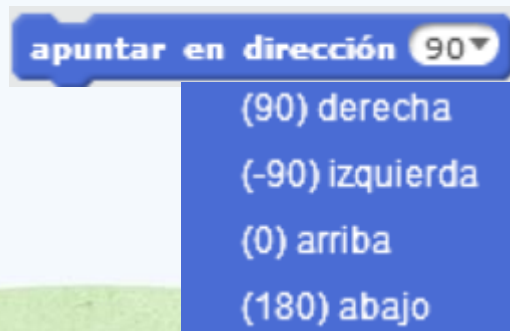 apuntar en dirección 90
(90) derecha
(-90) izquierda
(0) arriba
(180) abajo